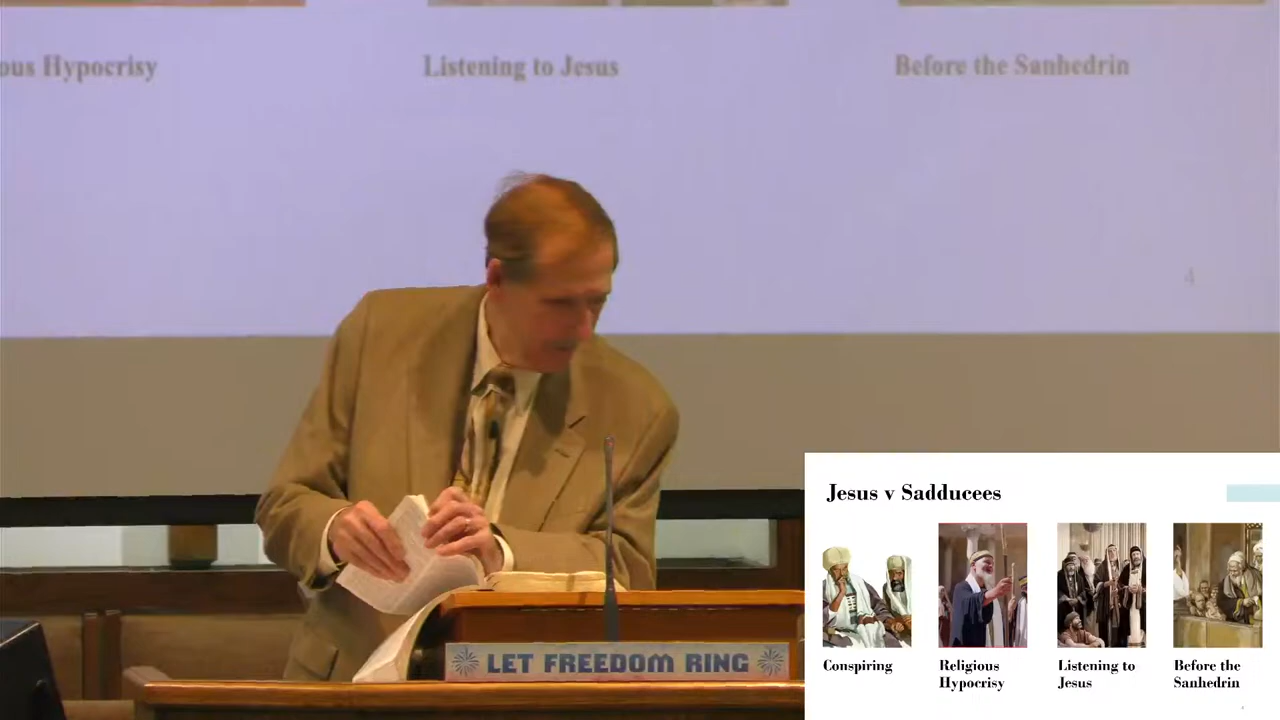 ous Hypocrisy
Listening to Jesus
Before the Sanhedrin
4
LET FREEDOM RING
Jesus v Sadducees
Conspiring
Religious
Hypocrisy
Listening to
Jesus
Before the
Sanhedrin